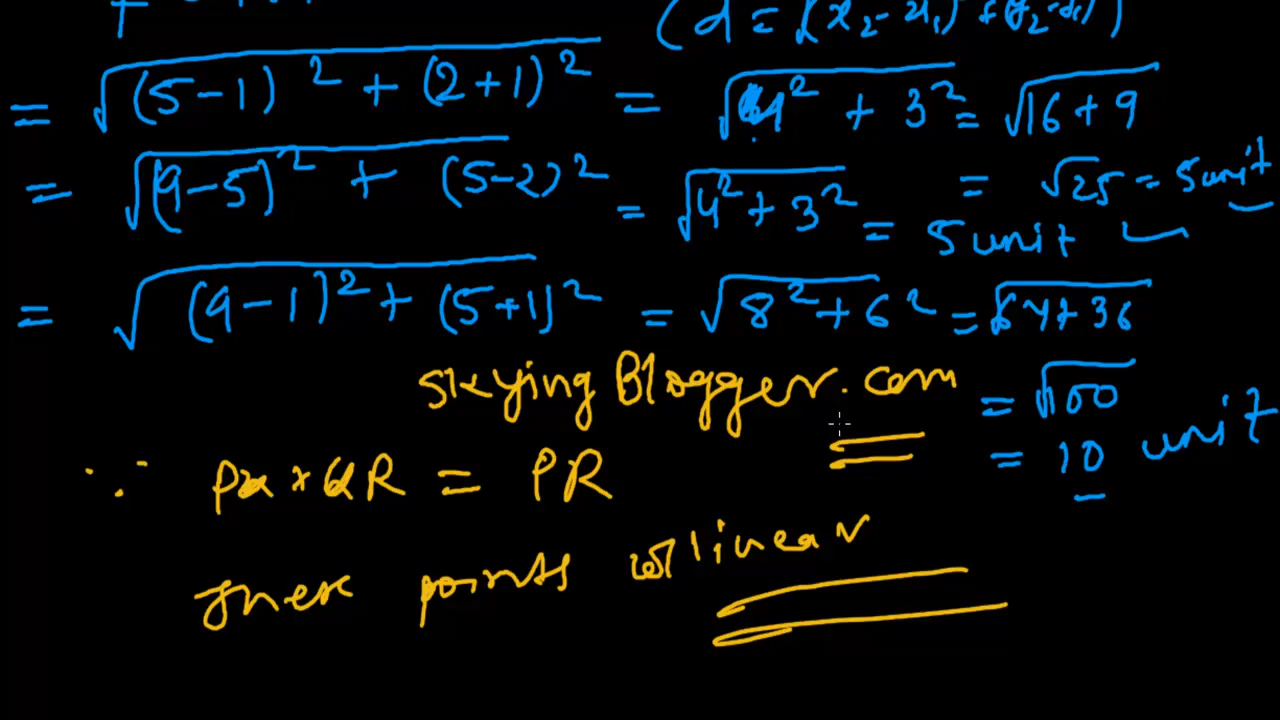 (d = √(x₂-x₁)² + (y₂-y₁)²)
= √(5-1)² + (2+1)² = √4² + 3² = √16+9
= √25 = 5 unit
= √(9-5)² + (5-2)² = √4² + 3² = 5 unit
= √(9-1)² + (5+1)² = √8² + 6² = √64+36
= √100
= 10 unit
SkyingBlogger.com
∵ PQ + QR = PR
These points collinear